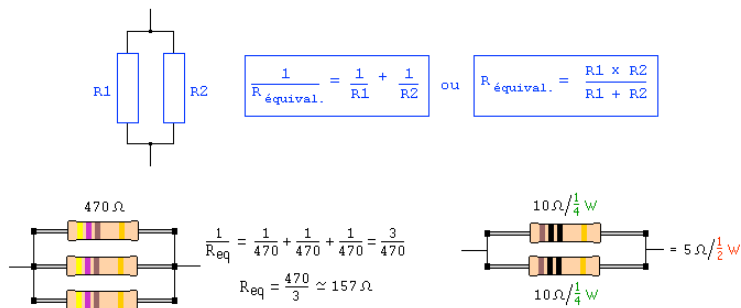 R1 R2
1/R équival. = 1/R1 + 1/R2 ou R équival. = R1 x R2 / R1 + R2
470 Ω
1/Req = 1/470 + 1/470 + 1/470 = 3/470
Req = 470/3 ≃ 157 Ω
10 Ω/ 1/4 W
= 5 Ω/ 1/2 W
10 Ω/ 1/4 W